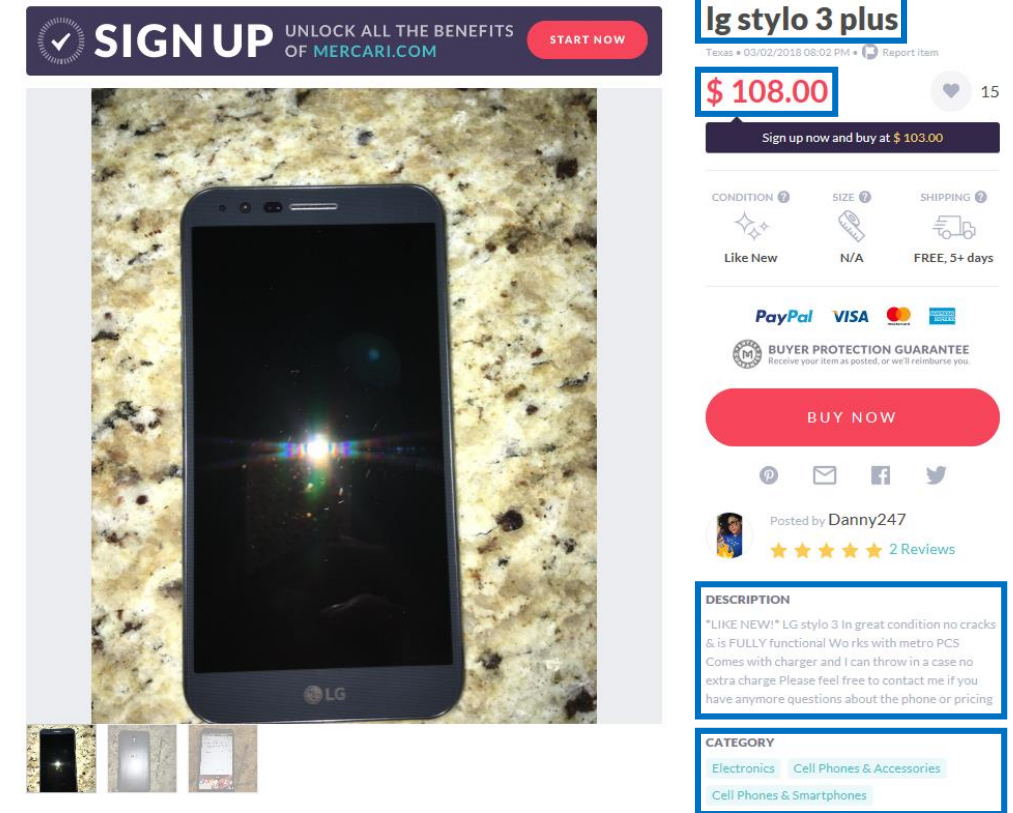 SIGN UP
UNLOCK ALL THE BENEFITS
OF MERCARI.COM
START NOW
LG
lg stylo 3 plus
Texas • 03/02/2018 08:02 PM • Report item
$ 108.00
15
Sign up now and buy at $ 103.00
CONDITION ? SIZE ? SHIPPING ?
Like New N/A FREE, 5+ days
PayPal VISA
M BUYER PROTECTION GUARANTEE
Receive your item as posted, or we'll reimburse you.
BUY NOW
Posted by Danny247
2 Reviews
DESCRIPTION
*LIKE NEW!* LG stylo 3 In great condition no cracks
& is FULLY functional Wo rks with metro PCS
Comes with charger and I can throw in a case no
extra charge Please feel free to contact me if you
have anymore questions about the phone or pricing
CATEGORY
Electronics Cell Phones & Accessories
Cell Phones & Smartphones